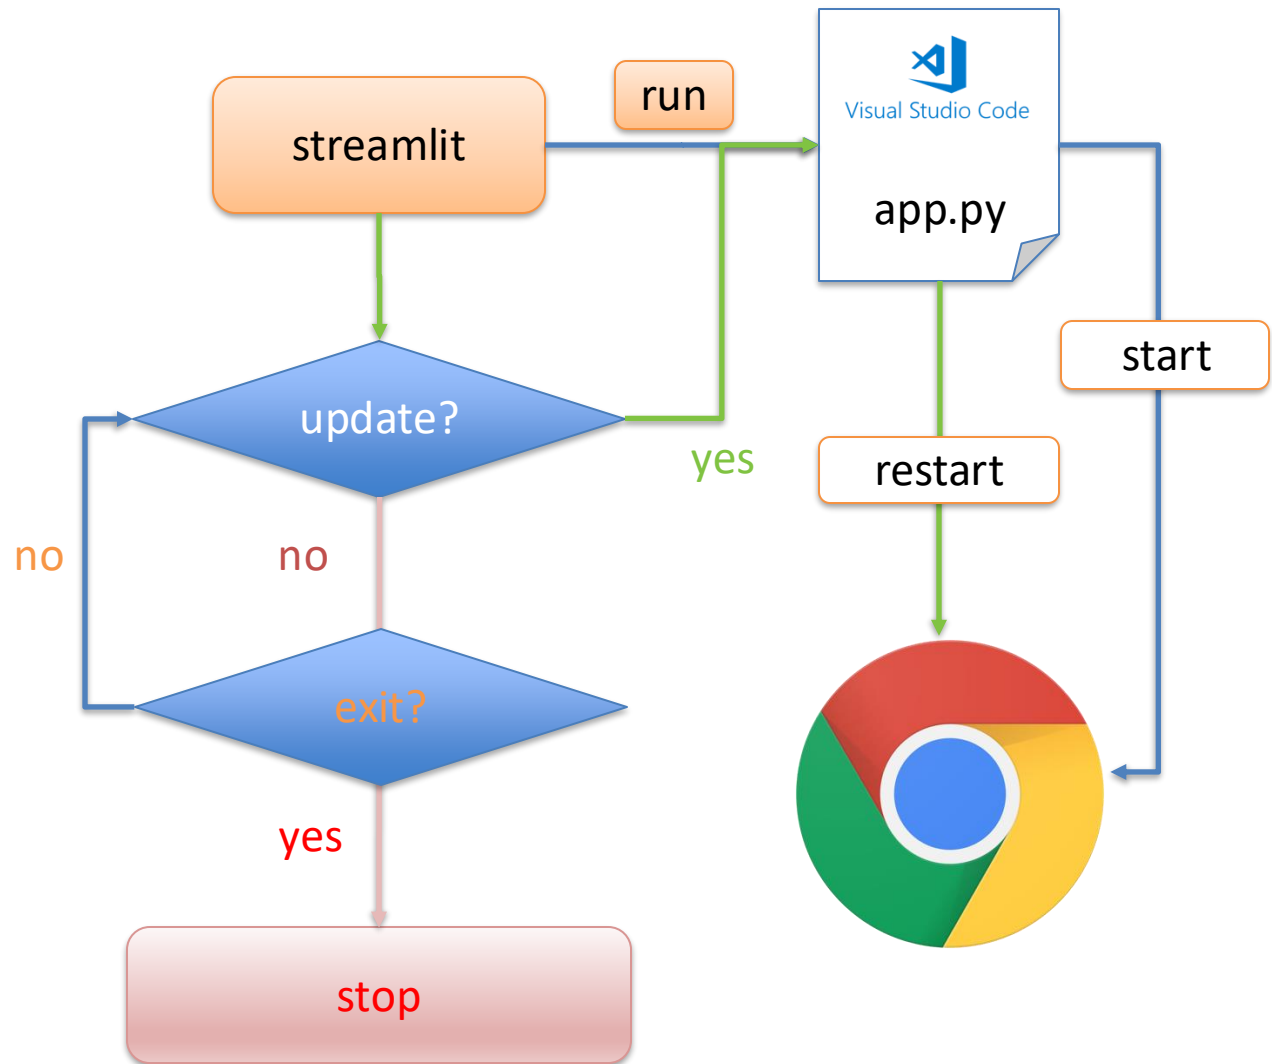 streamlit
run
Visual Studio Code
app.py
start
update?
yes
restart
no
no
exit?
yes
stop